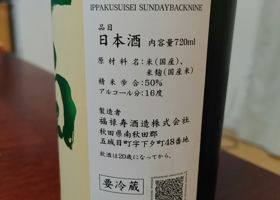 IPPAKUSUISEI SUNDAYBACKNINE
品目
日本酒 内容量720ml
原材料名：米(国産)、
米麹(国産米)
精米歩合：50%
アルコール分：16度
製造者
福禄寿酒造株式会社
秋田県南秋田郡
五城目町字下夕町48番地
飲酒は20歳になってから。
要冷蔵